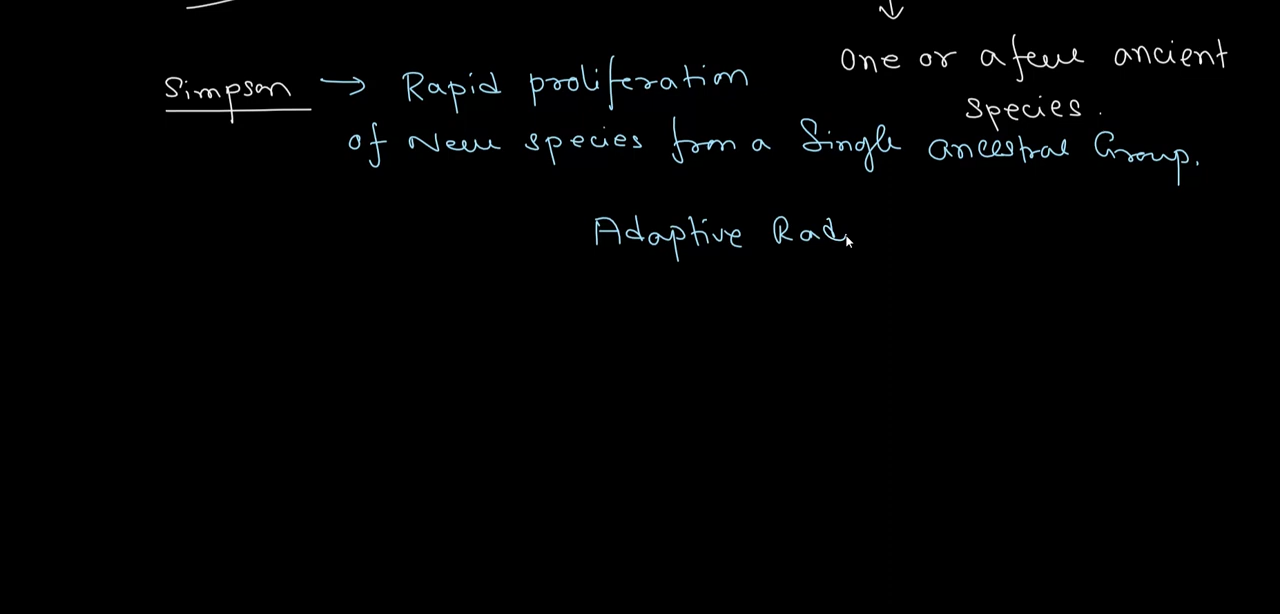 one or a few ancient
species.
Simpson → Rapid proliferation
of New species from a Single ancestral Group.
Adaptive Rad